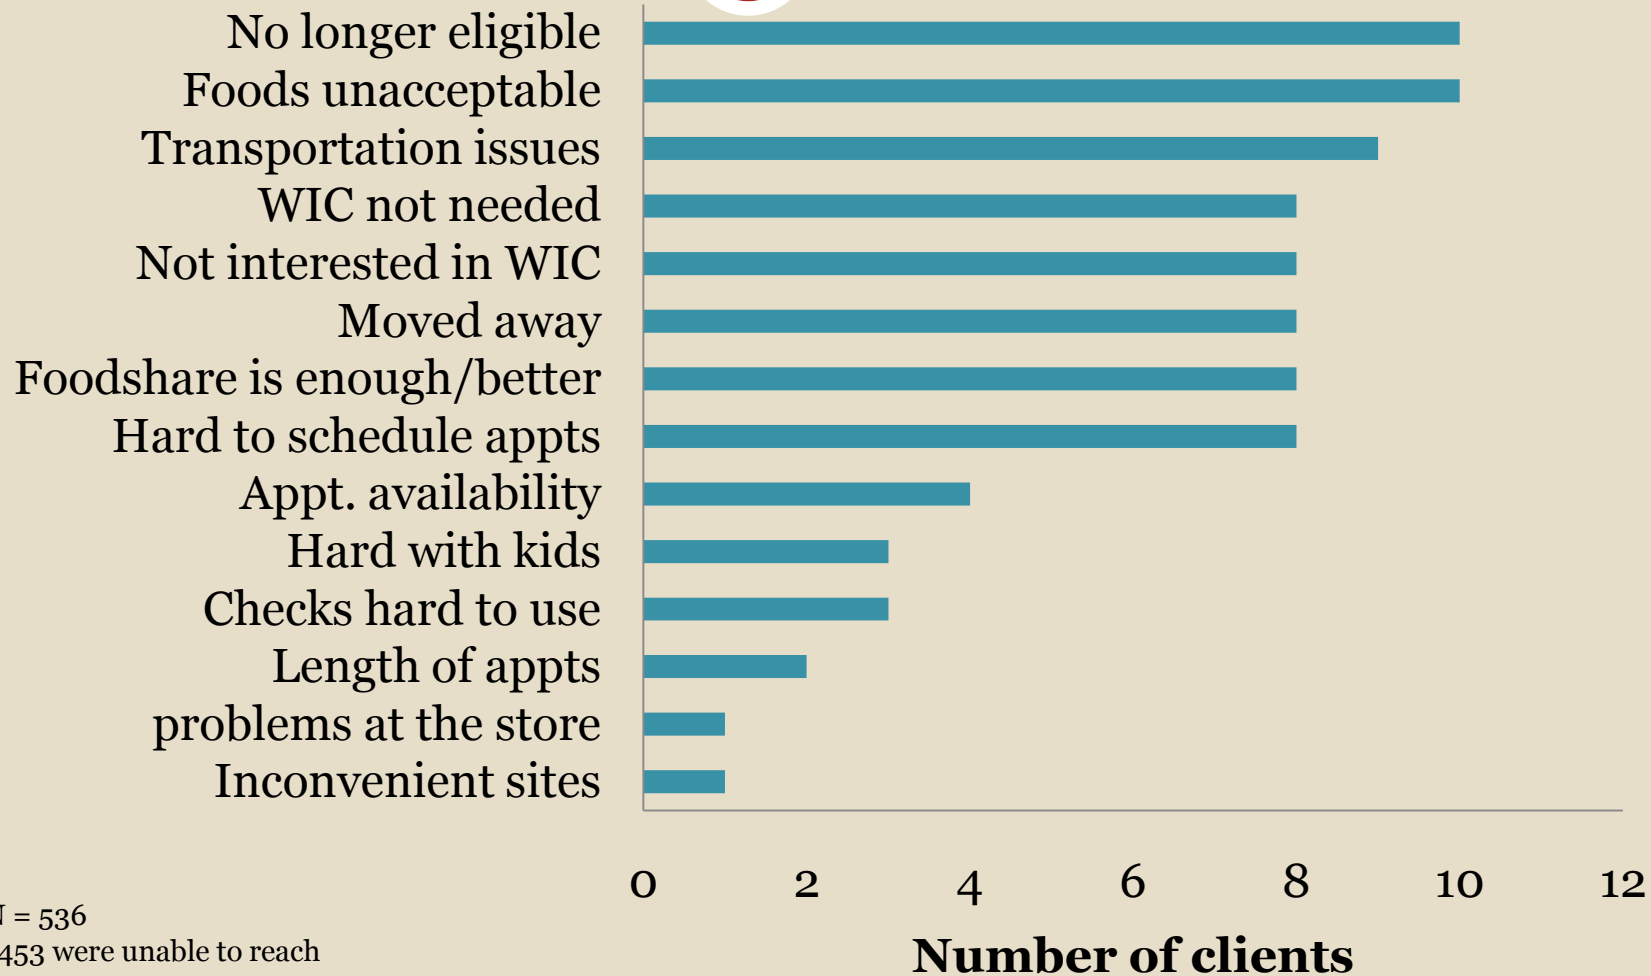 No longer eligible
Foods unacceptable
Transportation issues
WIC not needed
Not interested in WIC
Moved away
Foodshare is enough/better
Hard to schedule appts
Appt. availability
Hard with kids
Checks hard to use
Length of appts
problems at the store
Inconvenient sites
0 2 4 6 8 10 12
Number of clients
N = 536
453 were unable to reach